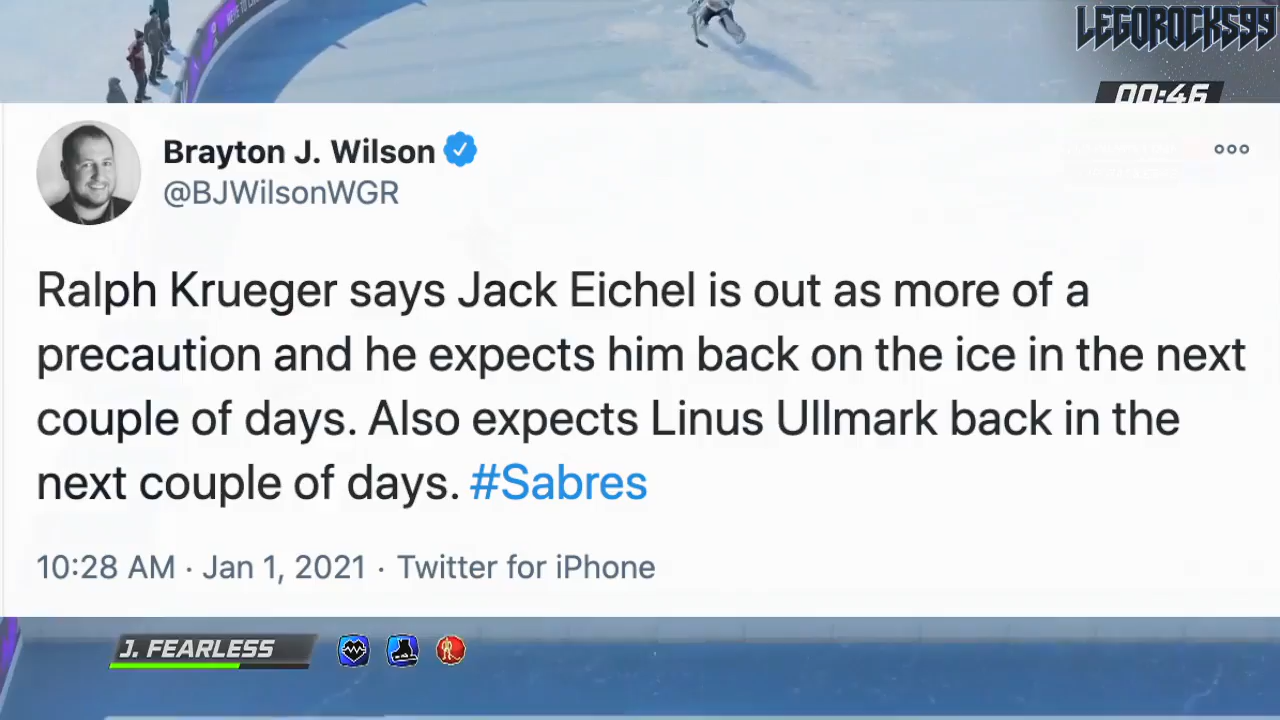 LEGOROCKS99
00:46
Brayton J. Wilson
@BJWilsonWGR
Ralph Krueger says Jack Eichel is out as more of a
precaution and he expects him back on the ice in the next
couple of days. Also expects Linus Ullmark back in the
next couple of days. #Sabres
10:28 AM · Jan 1, 2021 · Twitter for iPhone
J. FEARLESS